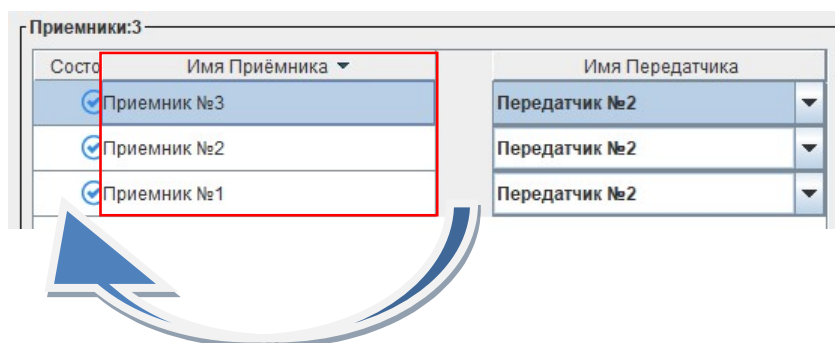 Приемники:3
Состо Имя Приёмника Имя Передатчика
Приемник №3 Передатчик №2
Приемник №2 Передатчик №2
Приемник №1 Передатчик №2